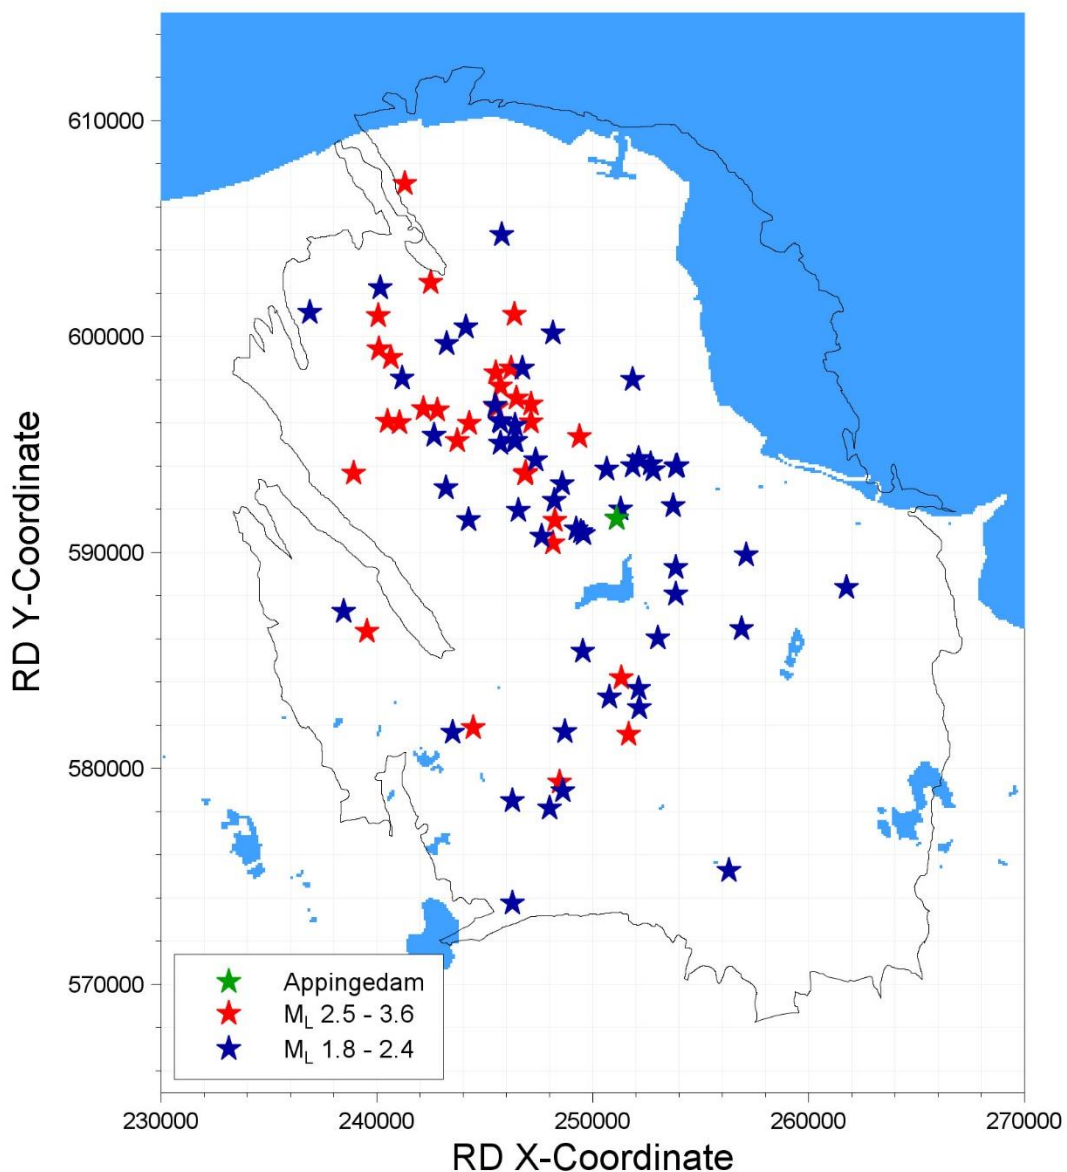 610000
600000
590000
580000
570000
RD Y-Coordinate
Appingedam
ML 2.5 - 3.6
ML 1.8 - 2.4
230000 240000 250000 260000 270000
RD X-Coordinate